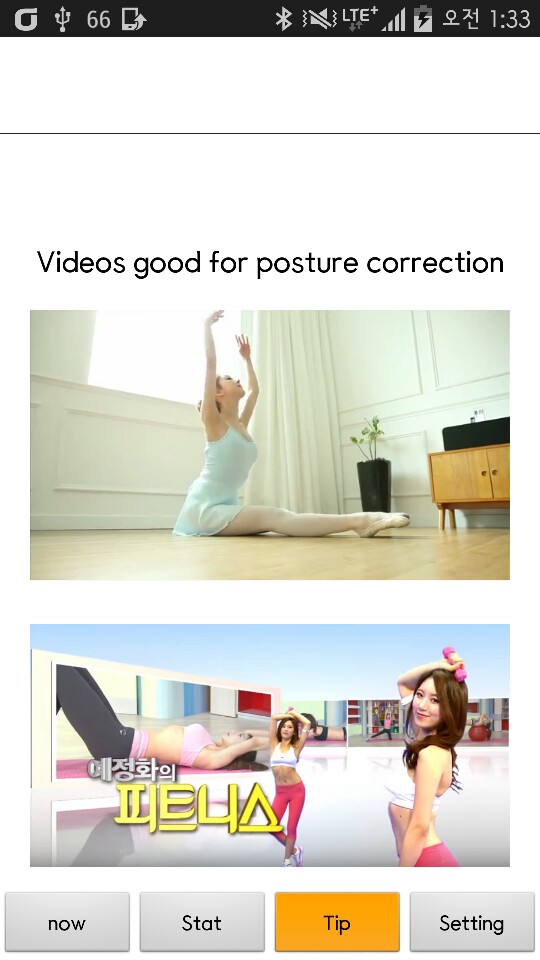 66 LTE+ 오전 1:33
Videos good for posture correction
예정화의
피트니스
now Stat Tip Setting